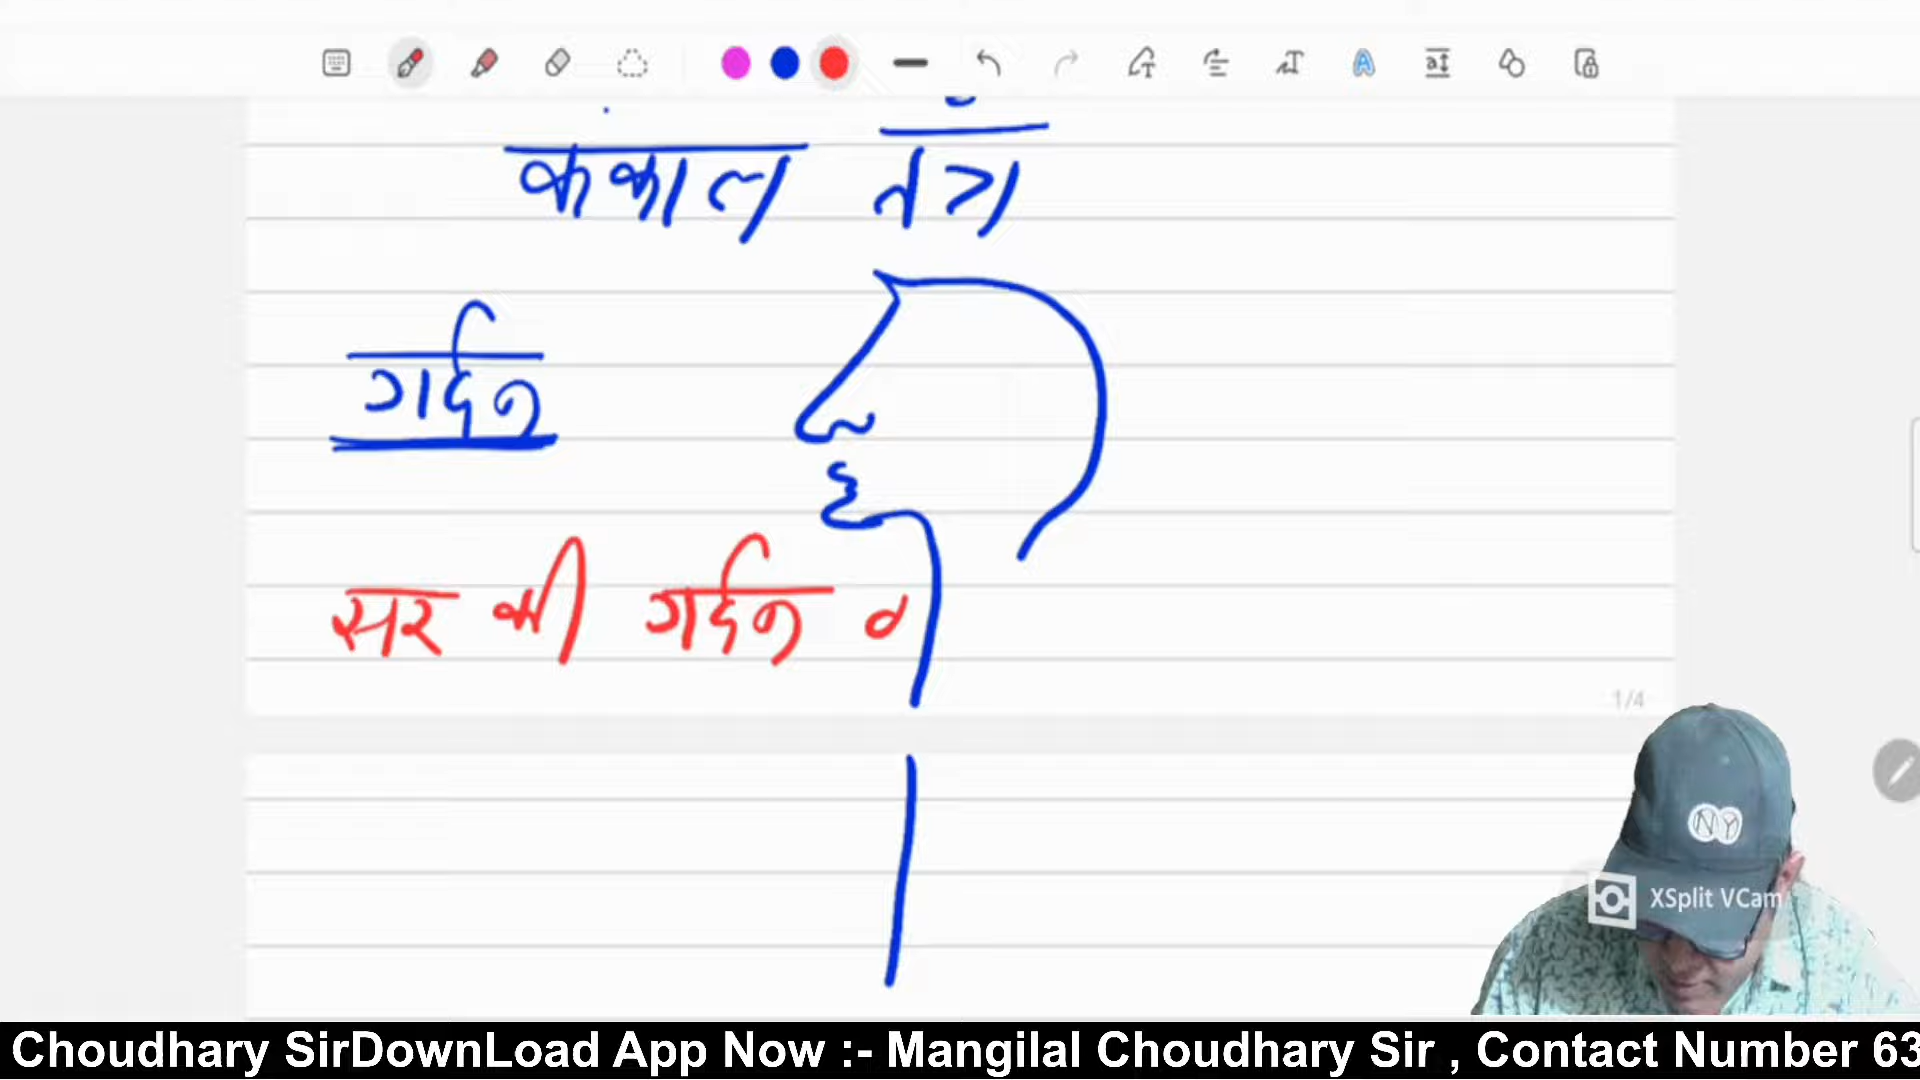 कंकाल तंत्र
गर्दन
सर की गर्दन व
1/4
NY
XSplit VCam
Choudhary SirDownLoad App Now :- Mangilal Choudhary Sir , Contact Number 63